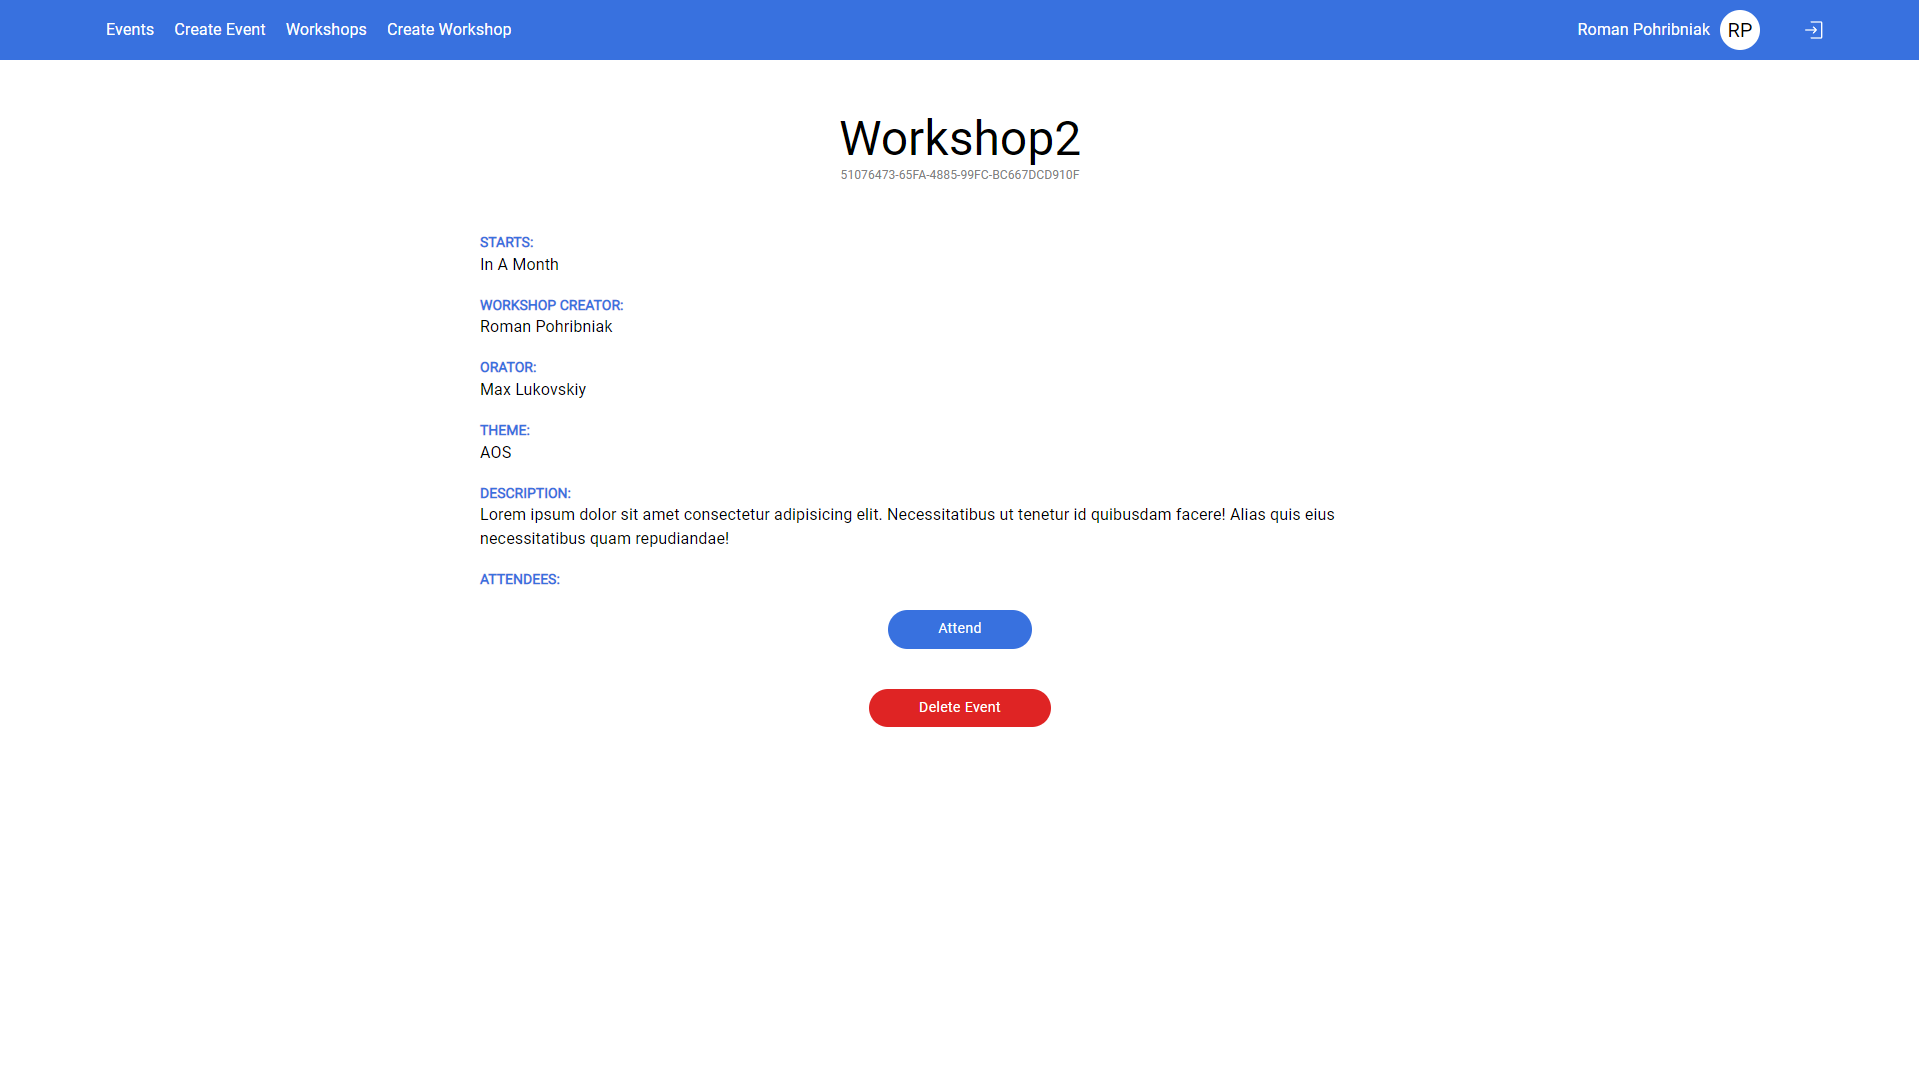 Events Create Event Workshops Create Workshop Roman Pohribniak RP
Workshop2
51076473-65FA-4885-99FC-BC667DCD910F
STARTS:
In A Month
WORKSHOP CREATOR:
Roman Pohribniak
ORATOR:
Max Lukovskiy
THEME:
AOS
DESCRIPTION:
Lorem ipsum dolor sit amet consectetur adipisicing elit. Necessitatibus ut tenetur id quibusdam facere! Alias quis eius
necessitatibus quam repudiandae!
ATTENDEES:
Attend
Delete Event